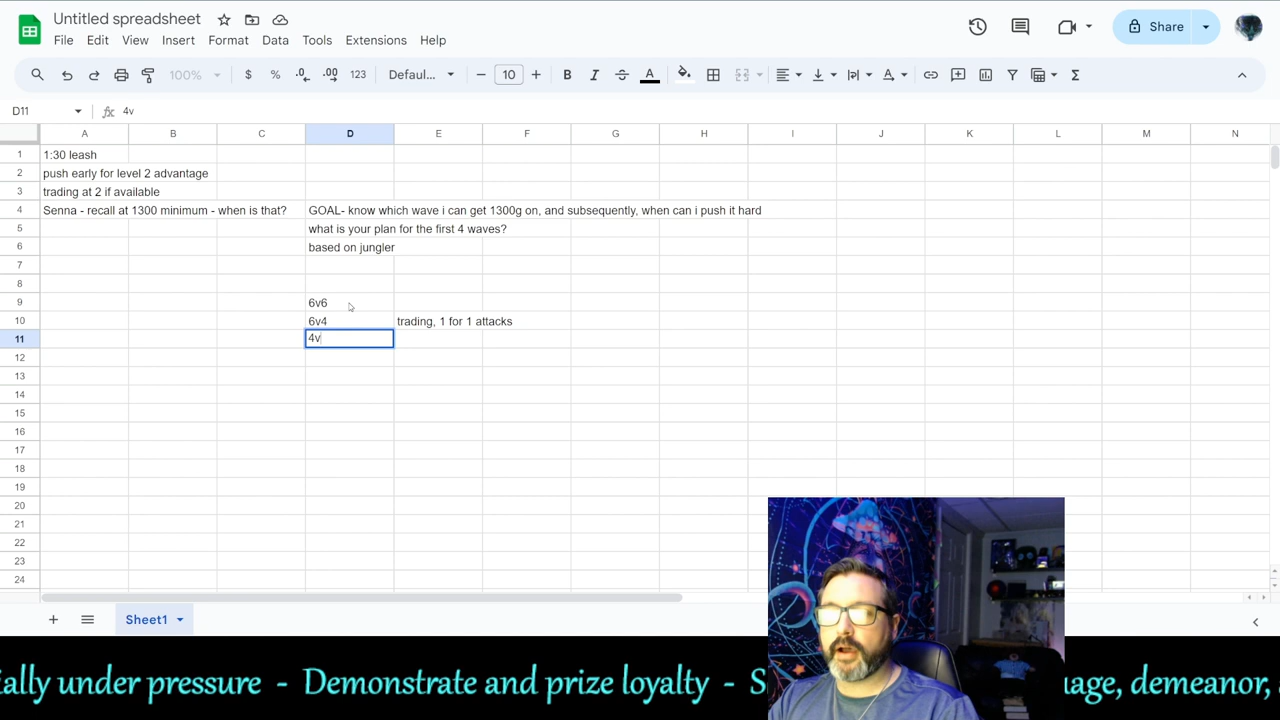 Untitled spreadsheet
File Edit View Insert Format Data Tools Extensions Help
Share
100% $ % .0 .00 123 Defaul... 10 B I A
D11 4v
A B C D E F G H I J K L M N
1 1:30 leash
2 push early for level 2 advantage
3 trading at 2 if available
4 Senna - recall at 1300 minimum - when is that? GOAL- know which wave i can get 1300g on, and subsequently, when can i push it hard
5 what is your plan for the first 4 waves?
6 based on jungler
7
8
9 6v6
10 6v4 trading, 1 for 1 attacks
11 4v
12
13
14
15
16
17
18
19
20
21
22
23
24
Sheet1
ially under pressure - Demonstrate and prize loyalty - S uage, demeanor,